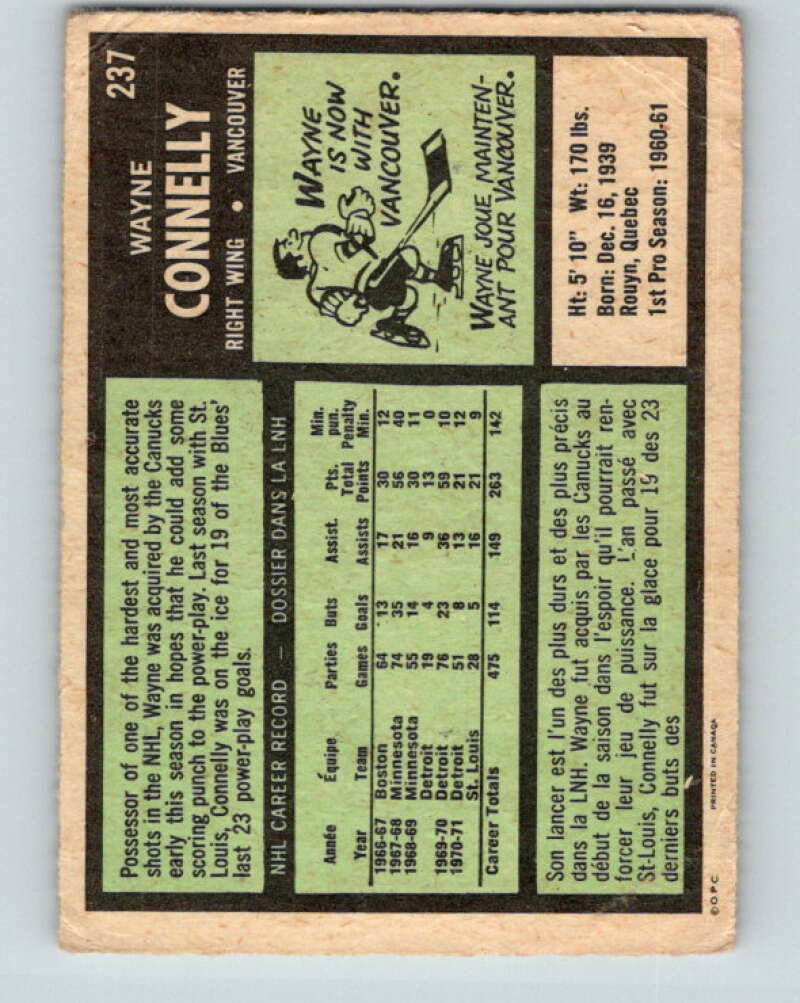 WAYNE 237
CONNELLY
RIGHT WING • VANCOUVER
Possessor of one of the hardest and most accurate
shots in the NHL, Wayne was acquired by the Canucks
early this season in hopes that he could add some
scoring punch to the power-play. Last season with St.
Louis, Connelly was on the ice for 19 of the Blues'
last 23 power-play goals.
WAYNE
IS NOW
WITH
VANCOUVER.
WAYNE JOUE MAINTEN-
ANT POUR VANCOUVER.
NHL CAREER RECORD — DOSSIER DANS LA LNH
Année Équipe Parties Buts Assist. Pts. Total Min. pun. Penalty
Year Team Games Goals Assists Points Min.
1966-67 Boston 64 13 17 30 12
1967-68 Minnesota 74 35 21 56 40
1968-69 Minnesota 55 14 16 30 11
Detroit 19 4 9 13 0
1969-70 Detroit 76 23 36 59 10
1970-71 Detroit 51 8 13 21 12
St. Louis 28 5 16 21 9
Career Totals 475 114 149 263 142
Ht: 5' 10" Wt: 170 lbs.
Born: Dec. 16, 1939
Rouyn, Quebec
1st Pro Season: 1960-61
Son lancer est l'un des plus durs et des plus précis
dans la LNH. Wayne fut acquis par les Canucks au
début de la saison dans l'espoir qu'il pourrait ren-
forcer leur jeu de puissance. L'an passé avec
St-Louis, Connelly fut sur la glace pour 19 des 23
derniers buts des
© O.P.C. PRINTED IN CANADA